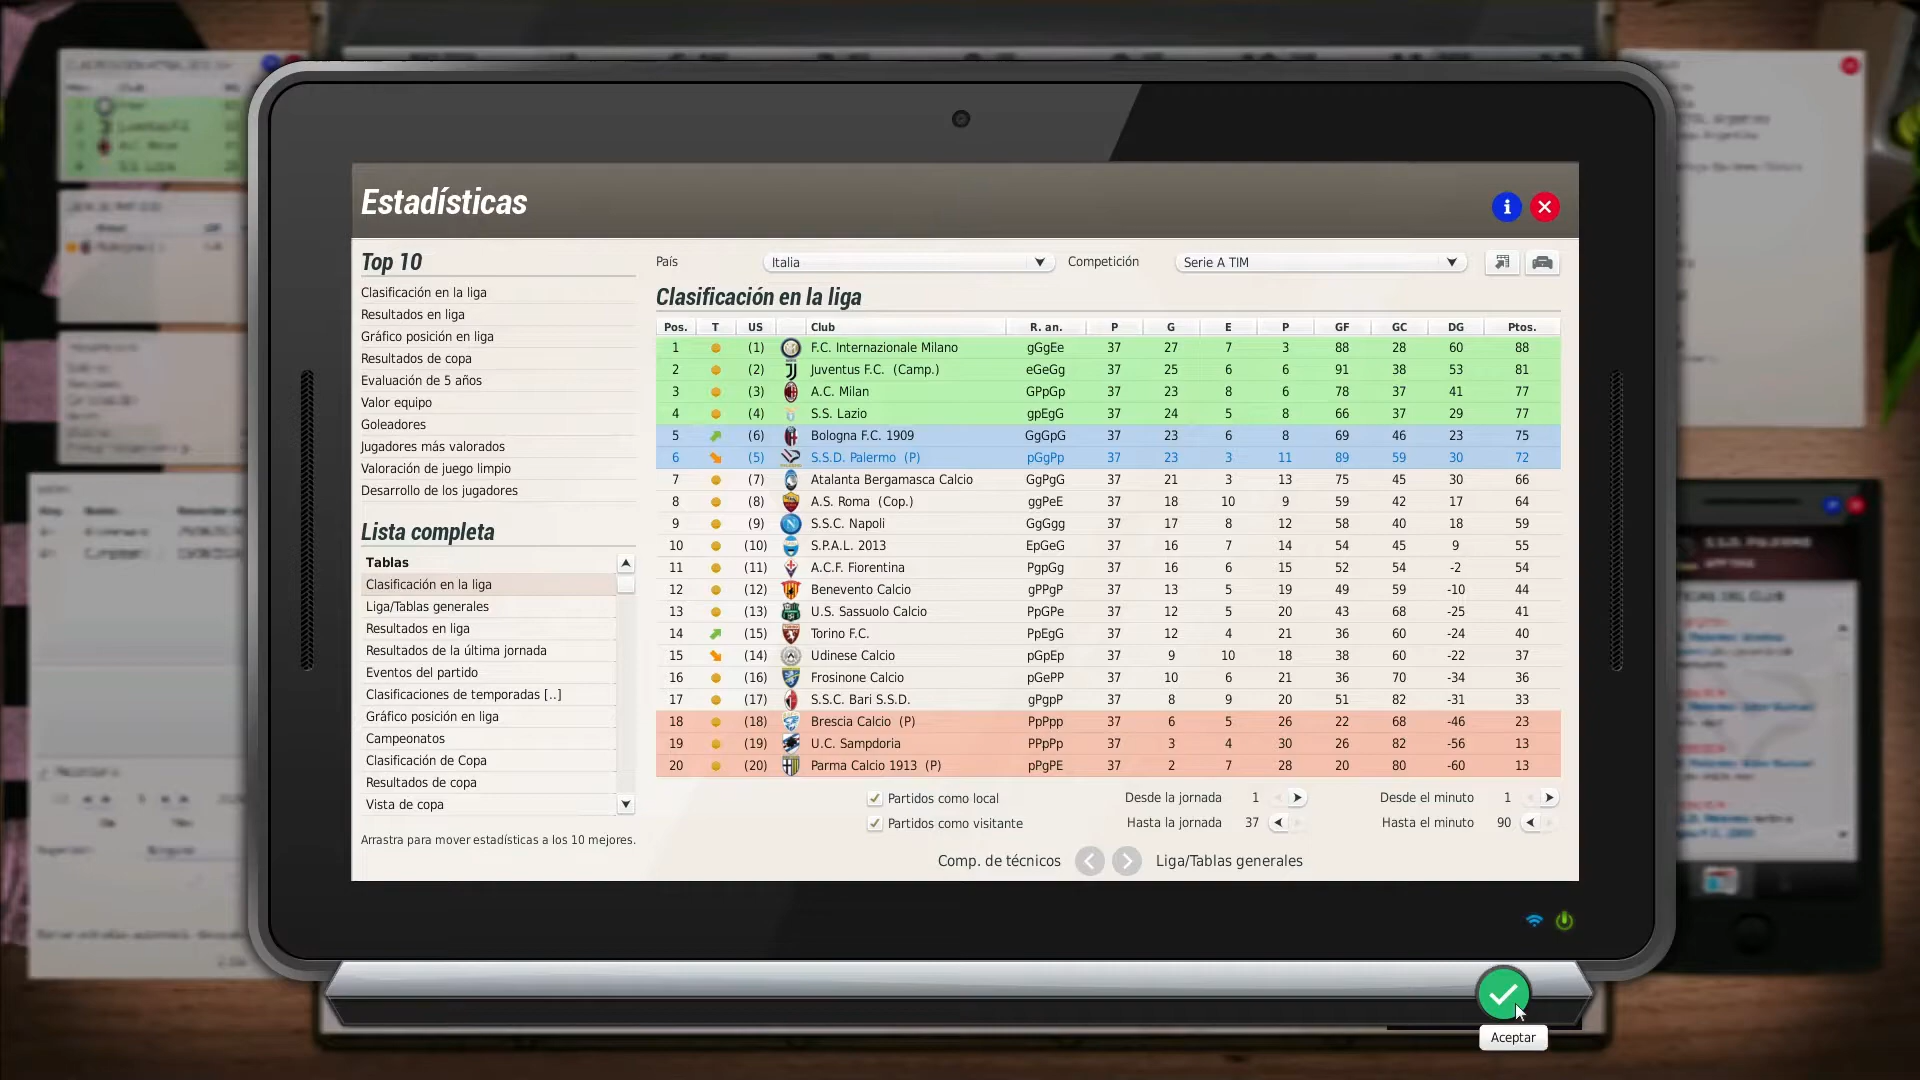 Estadísticas
Top 10
Clasificación en la liga
Resultados en liga
Gráfico posición en liga
Resultados de copa
Evaluación de 5 años
Valor equipo
Goleadores
Jugadores más valorados
Valoración de juego limpio
Desarrollo de los jugadores
Lista completa
Tablas
Clasificación en la liga
Liga/Tablas generales
Resultados en liga
Resultados de la última jornada
Eventos del partido
Clasificaciones de temporadas [..]
Gráfico posición en liga
Campeonatos
Clasificación de Copa
Resultados de copa
Vista de copa
Arrastra para mover estadísticas a los 10 mejores.
País Italia Competición Serie A TIM
Clasificación en la liga
Pos. T US Club R. an. P G E P GF GC DG Ptos.
1 (1) F.C. Internazionale Milano gGgEe 37 27 7 3 88 28 60 88
2 (2) Juventus F.C. (Camp.) eGeGg 37 25 6 6 91 38 53 81
3 (3) A.C. Milan GPpGp 37 23 8 6 78 37 41 77
4 (4) S.S. Lazio gpEgG 37 24 5 8 66 37 29 77
5 (6) Bologna F.C. 1909 GgGpG 37 23 6 8 69 46 23 75
6 (5) S.S.D. Palermo (P) pGgPp 37 23 3 11 89 59 30 72
7 (7) Atalanta Bergamasca Calcio GgPgG 37 21 3 13 75 45 30 66
8 (8) A.S. Roma (Cop.) ggPeE 37 18 10 9 59 42 17 64
9 (9) S.S.C. Napoli GgGgg 37 17 8 12 58 40 18 59
10 (10) S.P.A.L. 2013 EpGeG 37 16 7 14 54 45 9 55
11 (11) A.C.F. Fiorentina PgpGg 37 16 6 15 52 54 -2 54
12 (12) Benevento Calcio gPPgP 37 13 5 19 49 59 -10 44
13 (13) U.S. Sassuolo Calcio PpGPe 37 12 5 20 43 68 -25 41
14 (15) Torino F.C. PpEgG 37 12 4 21 36 60 -24 40
15 (14) Udinese Calcio pGpEp 37 9 10 18 38 60 -22 37
16 (16) Frosinone Calcio pGePP 37 10 6 21 36 70 -34 36
17 (17) S.S.C. Bari S.S.D. gPgpP 37 8 9 20 51 82 -31 33
18 (18) Brescia Calcio (P) PpPpp 37 6 5 26 22 68 -46 23
19 (19) U.C. Sampdoria PPpPp 37 3 4 30 26 82 -56 13
20 (20) Parma Calcio 1913 (P) pPgPE 37 2 7 28 20 80 -60 13
Partidos como local Desde la jornada 1 Desde el minuto 1
Partidos como visitante Hasta la jornada 37 Hasta el minuto 90
Comp. de técnicos Liga/Tablas generales
Aceptar